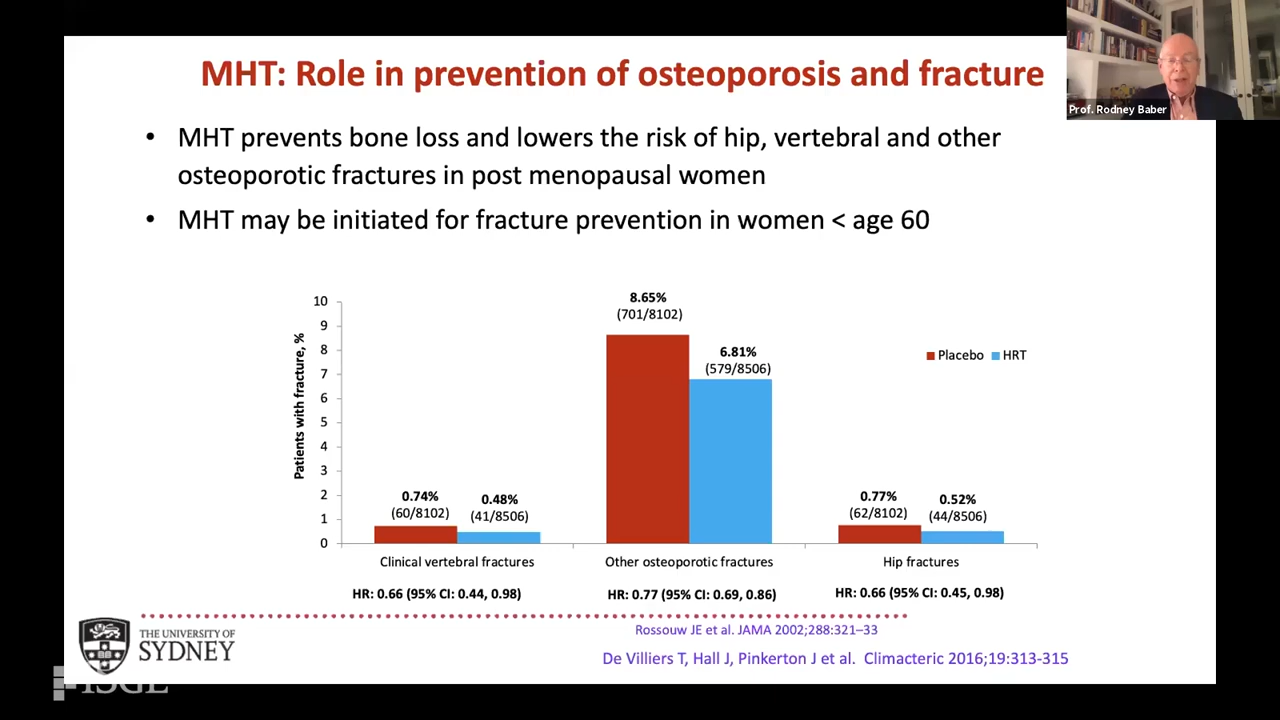 MHT: Role in prevention of osteoporosis and fracture
Prof. Rodney Baber
• MHT prevents bone loss and lowers the risk of hip, vertebral and other
osteoporotic fractures in post menopausal women
• MHT may be initiated for fracture prevention in women < age 60
Patients with fracture, %
10
9
8
7
6
5
4
3
2
1
0
0.74%
(60/8102)
0.48%
(41/8506)
8.65%
(701/8102)
6.81%
(579/8506)
0.77%
(62/8102)
0.52%
(44/8506)
Placebo HRT
Clinical vertebral fractures
Other osteoporotic fractures
Hip fractures
HR: 0.66 (95% CI: 0.44, 0.98)
HR: 0.77 (95% CI: 0.69, 0.86)
HR: 0.66 (95% CI: 0.45, 0.98)
THE UNIVERSITY OF
SYDNEY
Rossouw JE et al. JAMA 2002;288:321–33
De Villiers T, Hall J, Pinkerton J et al. Climacteric 2016;19:313-315